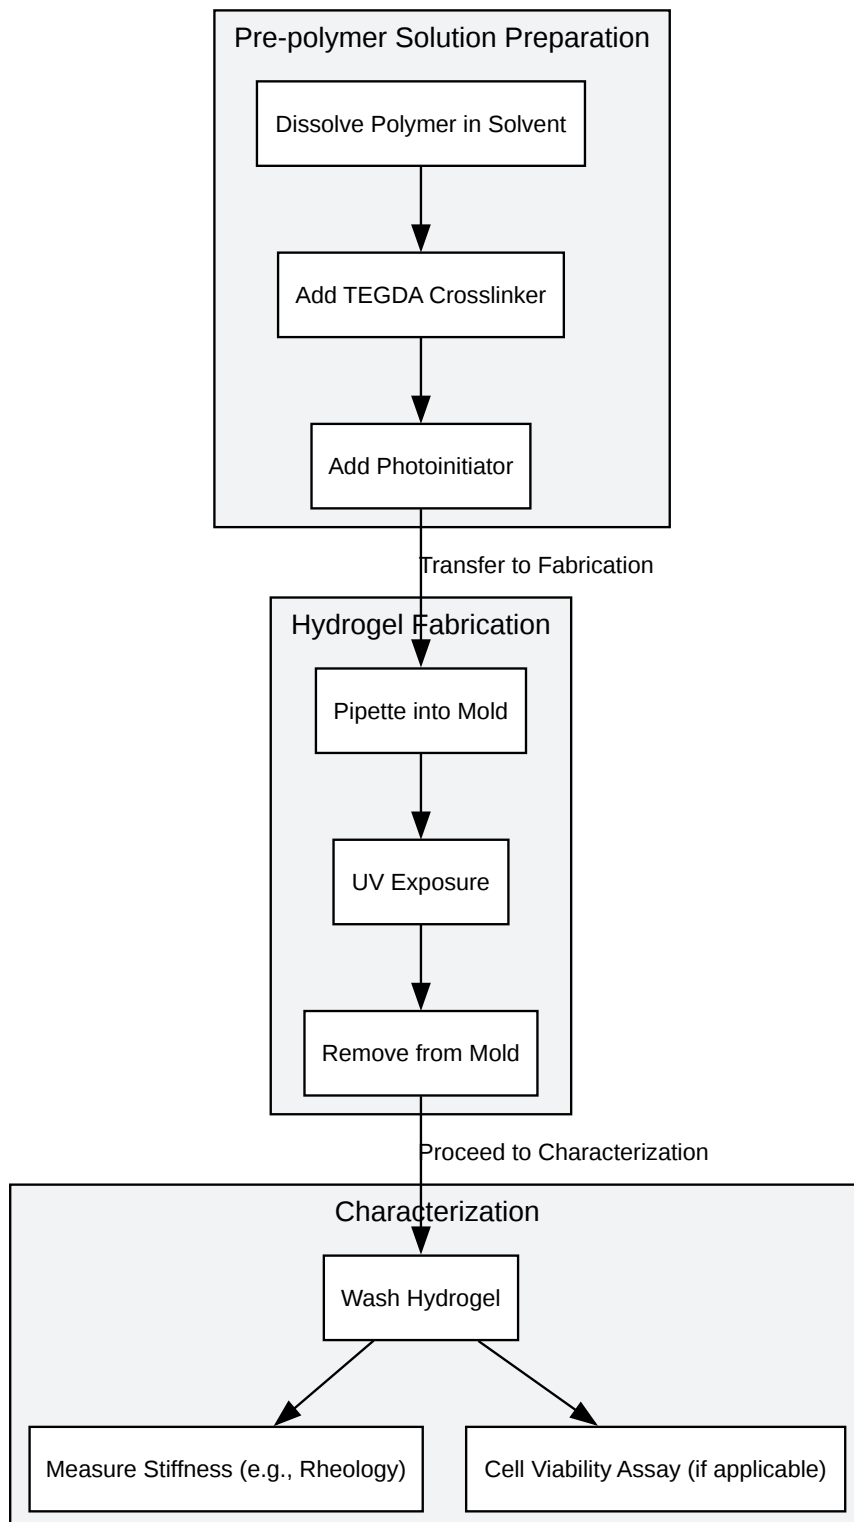 Pre-polymer Solution Preparation
Dissolve Polymer in Solvent
Add TEGDA Crosslinker
Add Photoinitiator
Transfer to Fabrication
Hydrogel Fabrication
Pipette into Mold
UV Exposure
Remove from Mold
Proceed to Characterization
Characterization
Wash Hydrogel
Measure Stiffness (e.g., Rheology)
Cell Viability Assay (if applicable)